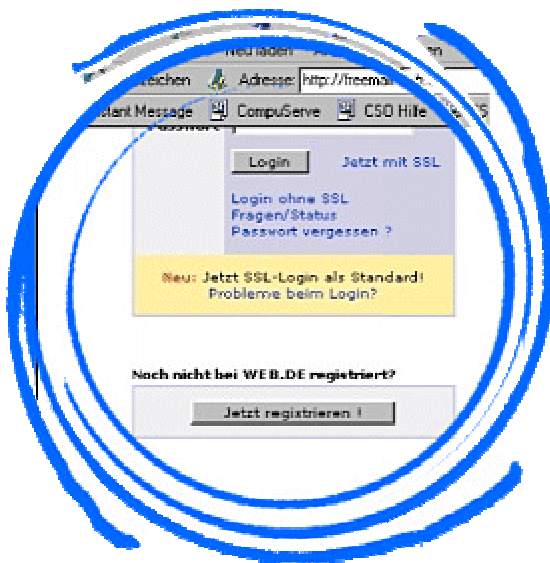 Neu laden
Adresse: http://freemai
stant Message CompuServe CSO Hilfe
Passwort
Login Jetzt mit SSL
Login ohne SSL
Fragen/Status
Passwort vergessen ?
Neu: Jetzt SSL-Login als Standard!
Probleme beim Login?
Noch nicht bei WEB.DE registriert?
Jetzt registrieren !